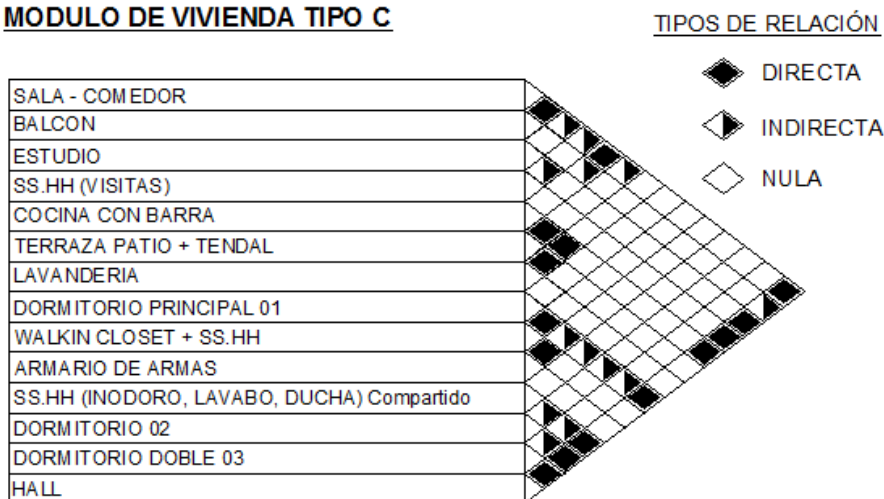 MODULO DE VIVIENDA TIPO C
TIPOS DE RELACIÓN
DIRECTA
INDIRECTA
NULA
SALA - COMEDOR
BALCON
ESTUDIO
SS.HH (VISITAS)
COCINA CON BARRA
TERRAZA PATIO + TENDAL
LAVANDERIA
DORMITORIO PRINCIPAL 01
WALKIN CLOSET + SS.HH
ARMARIO DE ARMAS
SS.HH (INODORO, LAVABO, DUCHA) Compartido
DORMITORIO 02
DORMITORIO DOBLE 03
HALL